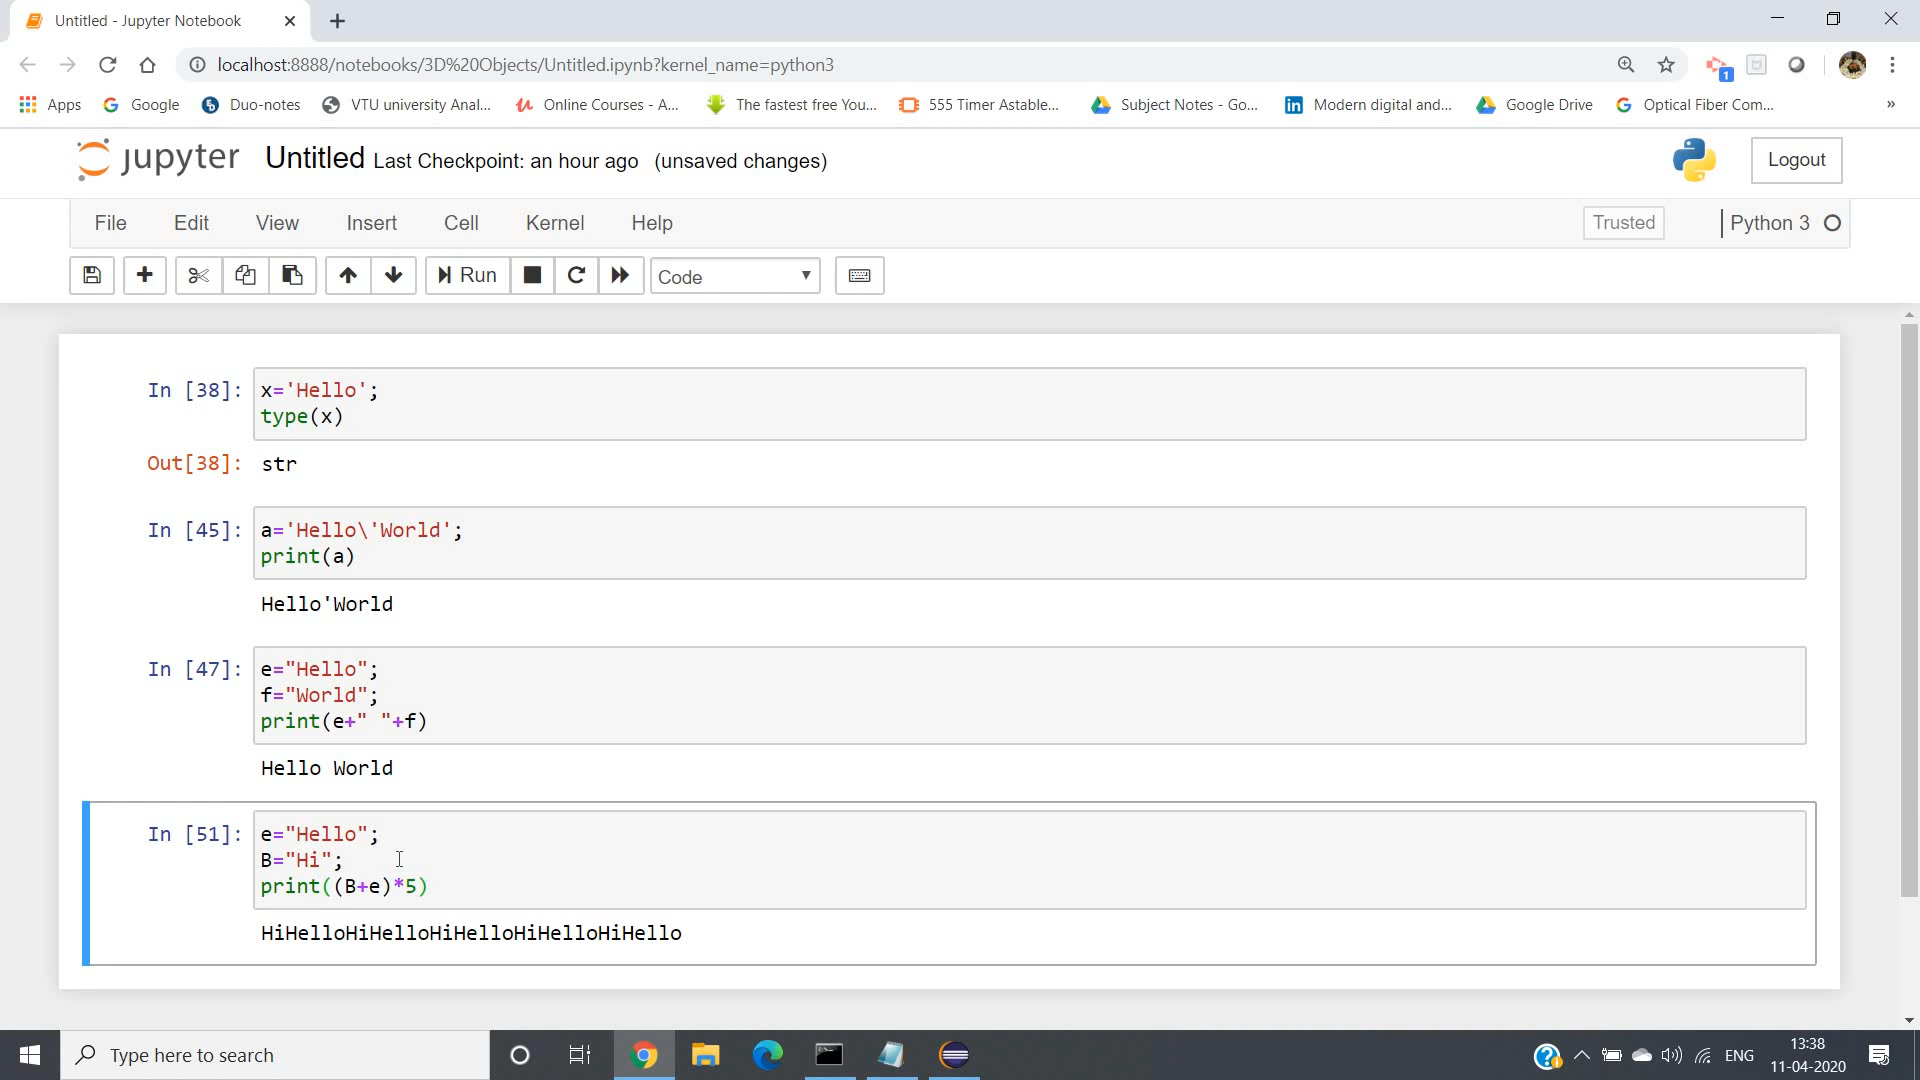 Untitled - Jupyter Notebook
localhost:8888/notebooks/3D%20Objects/Untitled.ipynb?kernel_name=python3
1
Apps Google Duo-notes VTU university Anal... Online Courses - A... The fastest free You... 555 Timer Astable... Subject Notes - Go... Modern digital and... Google Drive Optical Fiber Com... »
jupyter Untitled Last Checkpoint: an hour ago (unsaved changes) Logout
File Edit View Insert Cell Kernel Help Trusted Python 3
Run Code
In [38]: x='Hello';
type(x)
Out[38]: str
In [45]: a='Hello\'World';
print(a)
Hello'World
In [47]: e="Hello";
f="World";
print(e+" "+f)
Hello World
In [51]: e="Hello";
B="Hi";
print((B+e)*5)
HiHelloHiHelloHiHelloHiHelloHiHello
Type here to search ENG
13:38
11-04-2020